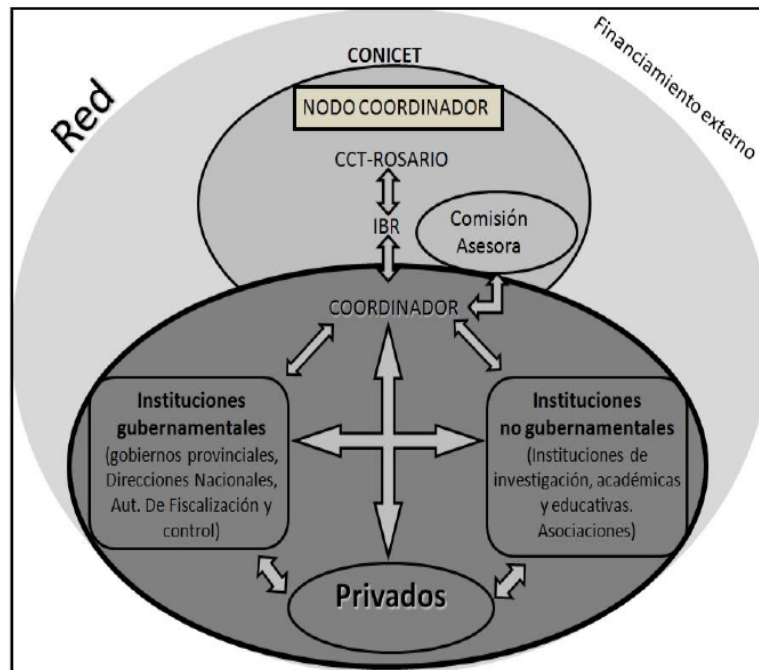 CONICET
Financiamiento externo
Red
NODO COORDINADOR
CCT-ROSARIO
IBR
Comisión
Asesora
COORDINADOR
Instituciones
gubernamentales
(gobiernos provinciales,
Direcciones Nacionales,
Aut. De Fiscalización y
control)
Instituciones
no gubernamentales
(Instituciones de
investigación, académicas
y educativas.
Asociaciones)
Privados